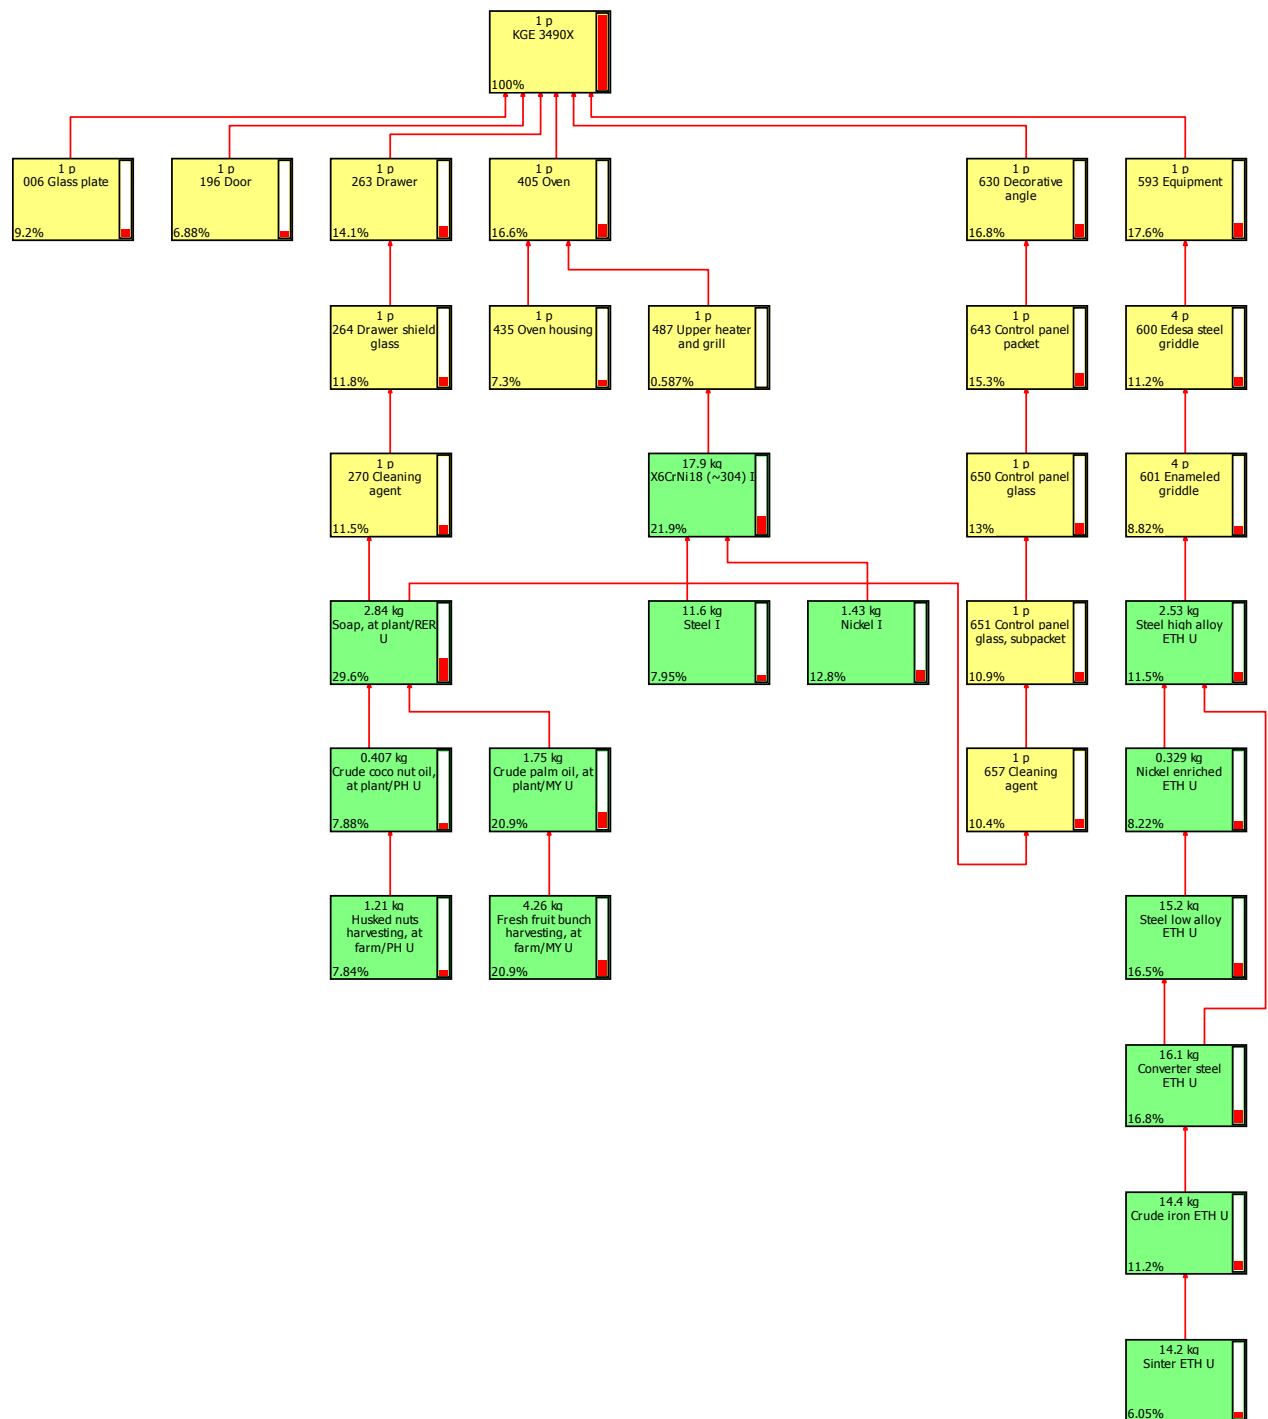 1 p
KGE 3490X
100%
1 p
006 Glass plate
9.2%
1 p
196 Door
6.88%
1 p
263 Drawer
14.1%
1 p
405 Oven
16.6%
1 p
630 Decorative
angle
16.8%
1 p
593 Equipment
17.6%
1 p
264 Drawer shield
glass
11.8%
1 p
435 Oven housing
7.3%
1 p
487 Upper heater
and grill
0.587%
1 p
643 Control panel
packet
15.3%
4 p
600 Edesa steel
griddle
11.2%
1 p
270 Cleaning
agent
11.5%
17.9 kg
X6CrNi18 (~304) I
21.9%
1 p
650 Control panel
glass
13%
4 p
601 Enameled
griddle
8.82%
2.84 kg
Soap, at plant/RER
U
29.6%
11.6 kg
Steel I
7.95%
1.43 kg
Nickel I
12.8%
1 p
651 Control panel
glass, subpacket
10.9%
2.53 kg
Steel high alloy
ETH U
11.5%
0.407 kg
Crude coco nut oil,
at plant/PH U
7.88%
1.75 kg
Crude palm oil, at
plant/MY U
20.9%
1 p
657 Cleaning
agent
10.4%
0.329 kg
Nickel enriched
ETH U
8.22%
1.21 kg
Husked nuts
harvesting, at
farm/PH U
7.84%
4.26 kg
Fresh fruit bunch
harvesting, at
farm/MY U
20.9%
15.2 kg
Steel low alloy
ETH U
16.5%
16.1 kg
Converter steel
ETH U
16.8%
14.4 kg
Crude iron ETH U
11.2%
14.2 kg
Sinter ETH U
6.05%